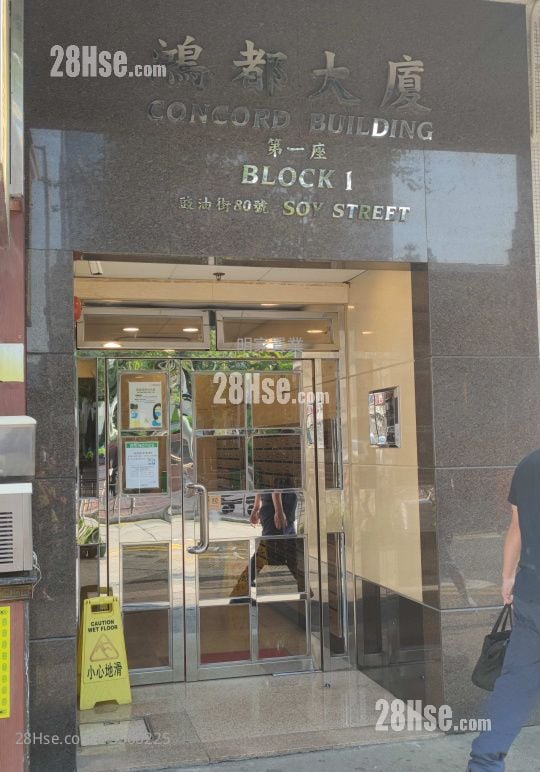 28Hse.com
鴻都大廈
CONCORD BUILDING
第一座
BLOCK 1
豉油街80號 SOY STREET
28Hse.com
CAUTION
WET FLOOR
小心地滑
28Hse.com